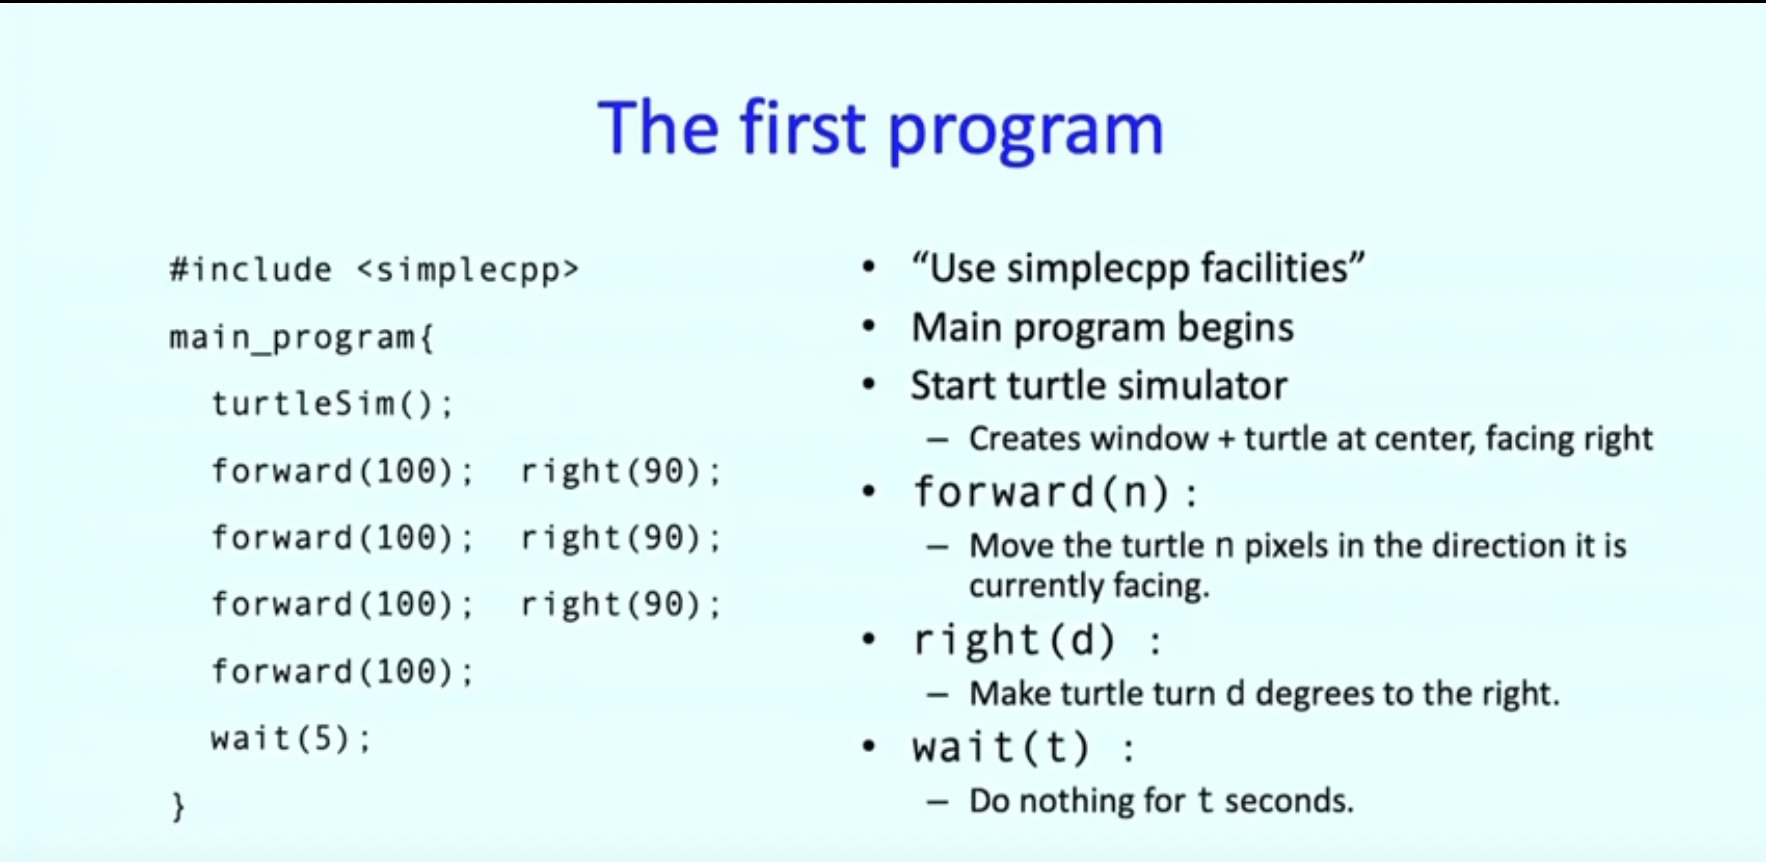 The first program
#include <simplecpp>
main_program{
turtleSim();
forward(100); right(90);
forward(100); right(90);
forward(100); right(90);
forward(100);
wait(5);
}
• “Use simplecpp facilities”
• Main program begins
• Start turtle simulator
– Creates window + turtle at center, facing right
• forward(n):
– Move the turtle n pixels in the direction it is
currently facing.
• right(d) :
– Make turtle turn d degrees to the right.
• wait(t) :
– Do nothing for t seconds.